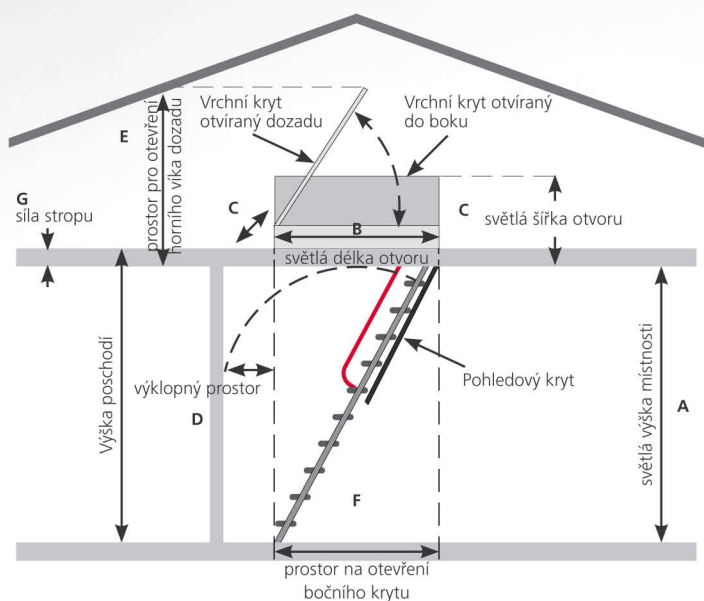 Vrchní kryt
otvíraný dozadu
Vrchní kryt otvíraný
do boku
E
prostor pro otevření
horního víka dozadu
G
síla stropu
C
B
C
světlá šířka otvoru
světlá délka otvoru
Výška poschodí
výklopný prostor
D
Pohledový kryt
A
světlá výška místnosti
F
prostor na otevření
bočního krytu